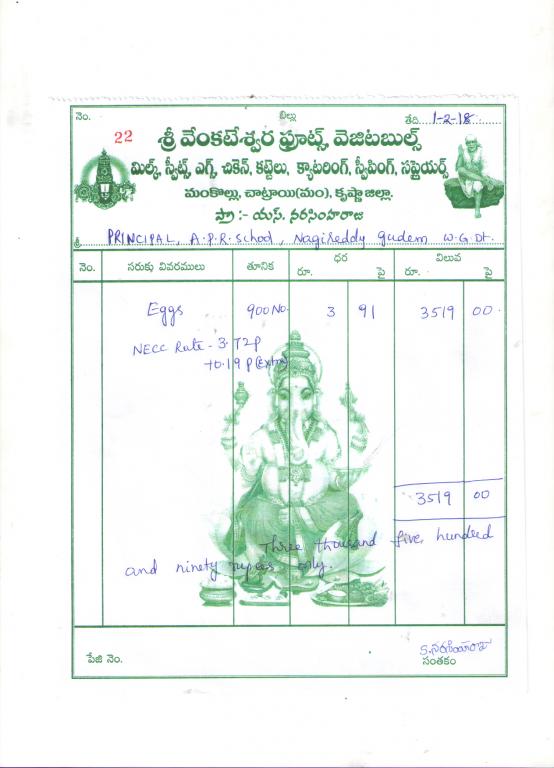 నెం. బిల్లు తేది. 1-2-18
22 శ్రీ వేంకటేశ్వర ఫ్రూట్స్, వెజిటబుల్స్
మిల్క్, స్వీట్స్, ఎగ్స్, చికెన్, కట్టెలు, క్యాటరింగ్, స్వీపింగ్, సప్లైయర్స్
మంకొల్లు, చాట్రాయి(మం), కృష్ణాజిల్లా.
ప్రొ :- యస్. నరసింహరాజు
శ్రీ PRINCIPAL, A.P.R. School, Nagireddy gudem W.G.Dt.
నెం. సరుకు వివరములు తూనిక ధర విలువ
రూ. పై రూ. పై
Eggs 900 No. 3 91 3519 00
NECC Rate - 3.72p
+0.19 P (Extra)
3519 00
Three thousand five hundred
and ninety rupees only.
పేజి నెం. S. నరసింహరాజు
సంతకం